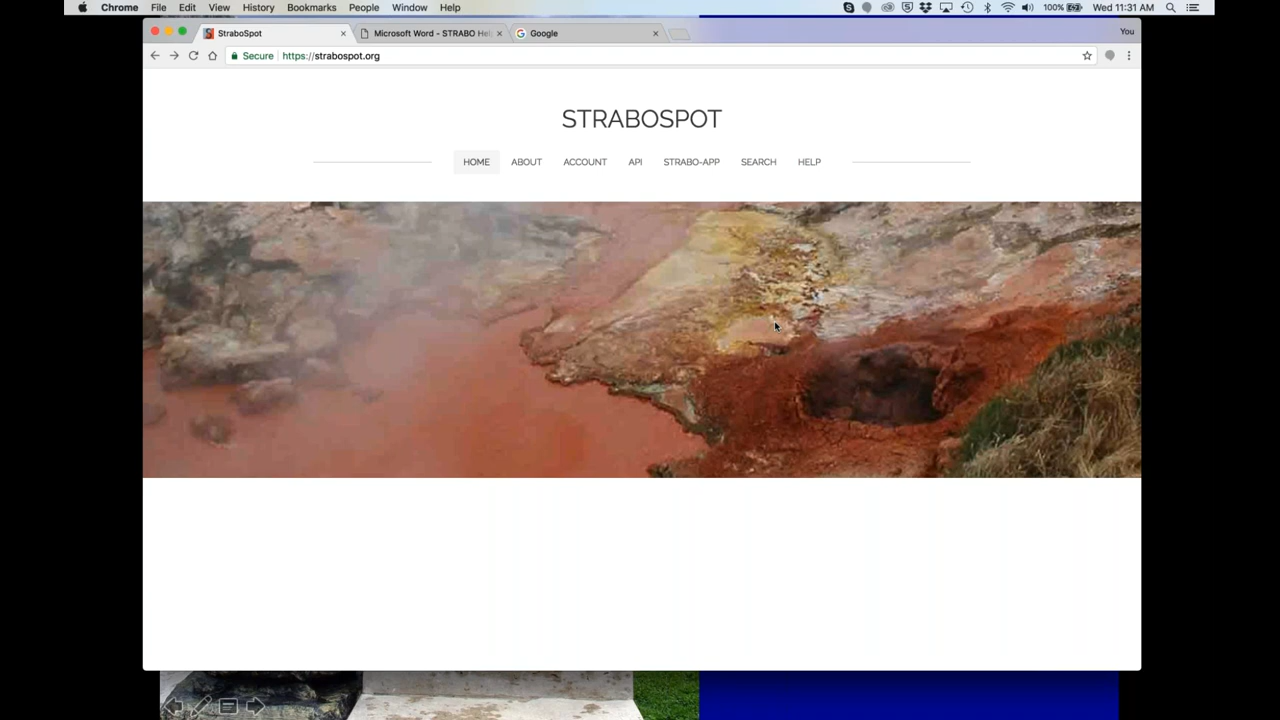 Chrome File Edit View History Bookmarks People Window Help 100% Wed 11:31 AM
StraboSpot Microsoft Word - STRABO Hel Google You
Secure https://strabospot.org
STRABOSPOT
HOME ABOUT ACCOUNT API STRABO-APP SEARCH HELP